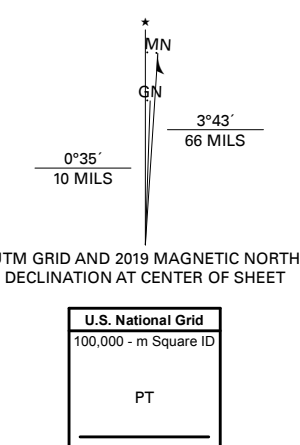 ★
MN
GN
3°43´
66 MILS
0°35´
10 MILS
UTM GRID AND 2019 MAGNETIC NORTH
DECLINATION AT CENTER OF SHEET
U.S. National Grid
100,000 - m Square ID
PT